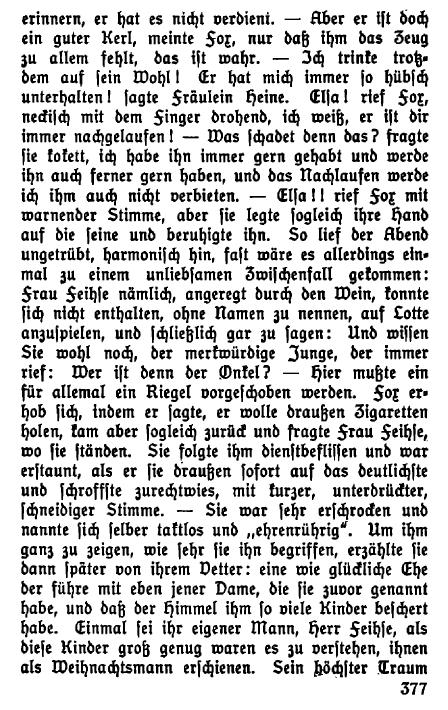 erinnern, er hat es nicht verdient. — Aber er ist doch
ein guter Kerl, meinte Fox, nur daß ihm das Zeug
zu allem fehlt, das ist wahr. — Ich trinke trotz-
dem auf sein Wohl! Er hat mich immer so hübsch
unterhalten! sagte Fräulein Heine. Elsa! rief Fox,
neckisch mit dem Finger drohend, ich weiß, er ist dir
immer nachgelaufen! — Was schadet denn das? fragte
sie kokett, ich habe ihn immer gern gehabt und werde
ihn auch ferner gern haben, und das Nachlaufen werde
ich ihm auch nicht verbieten. — Elsa!! rief Fox mit
warnender Stimme, aber sie legte sogleich ihre Hand
auf die seine und beruhigte ihn. So lief der Abend
ungetrübt, harmonisch hin, fast wäre es allerdings ein-
mal zu einem unliebsamen Zwischenfall gekommen:
Frau Feihse nämlich, angeregt durch den Wein, konnte
sich nicht enthalten, ohne Namen zu nennen, auf Lotte
anzuspielen, und schließlich gar zu sagen: Und wissen
Sie wohl noch, der merkwürdige Junge, der immer
rief: Wer ist denn der Onkel? — Hier mußte ein
für allemal ein Riegel vorgeschoben werden. Fox er-
hob sich, indem er sagte, er wolle draußen Zigaretten
holen, kam aber sogleich zurück und fragte Frau Feihse,
wo sie ständen. Sie folgte ihm dienstbeflissen und war
erstaunt, als er sie draußen sofort auf das deutlichste
und schroffste zurechtwies, mit kurzer, unterdrückter,
schneidiger Stimme. — Sie war sehr erschrocken und
nannte sich selber taktlos und „ehrenrührig“. Um ihm
ganz zu zeigen, wie sehr sie ihn begriffen, erzählte sie
dann später von ihrem Vetter: eine wie glückliche Ehe
der führe mit eben jener Dame, die sie zuvor genannt
habe, und daß der Himmel ihm so viele Kinder beschert
habe. Einmal sei ihr eigener Mann, Herr Feihse, als
diese Kinder groß genug waren es zu verstehen, ihnen
als Weihnachtsmann erschienen. Sein höchster Traum
377